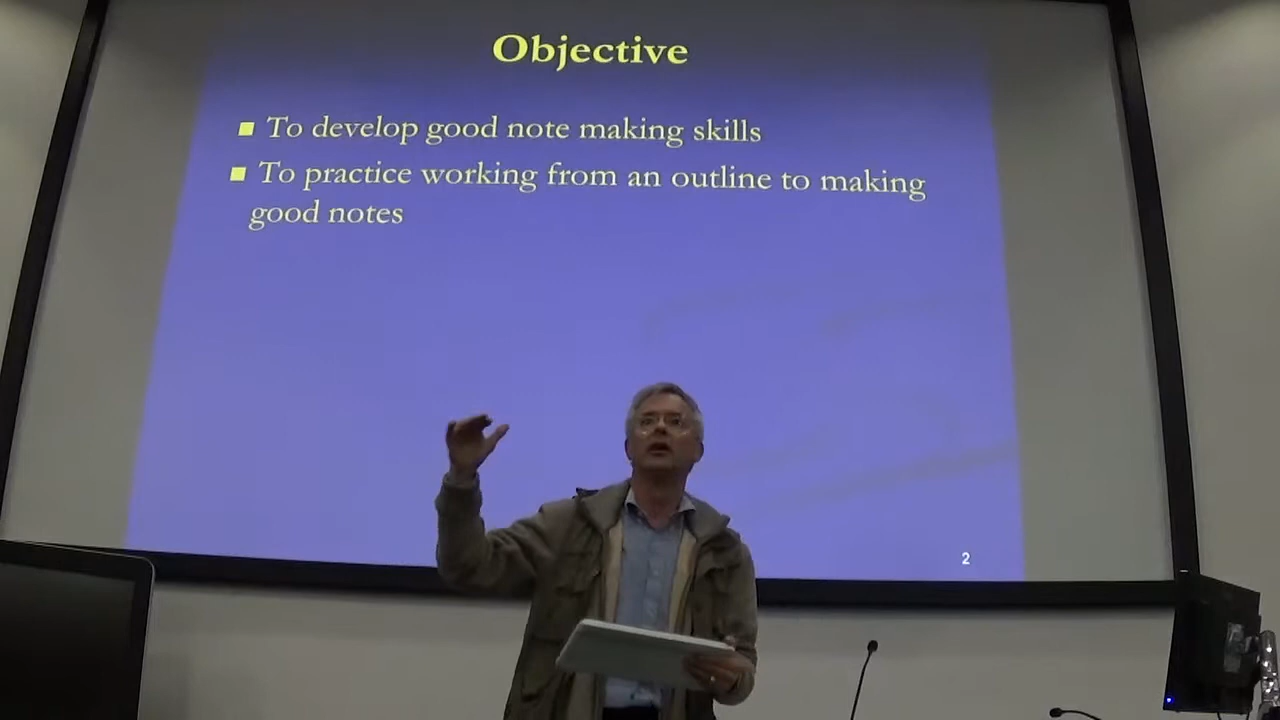 Objective
To develop good note making skills
To practice working from an outline to making
good notes
2